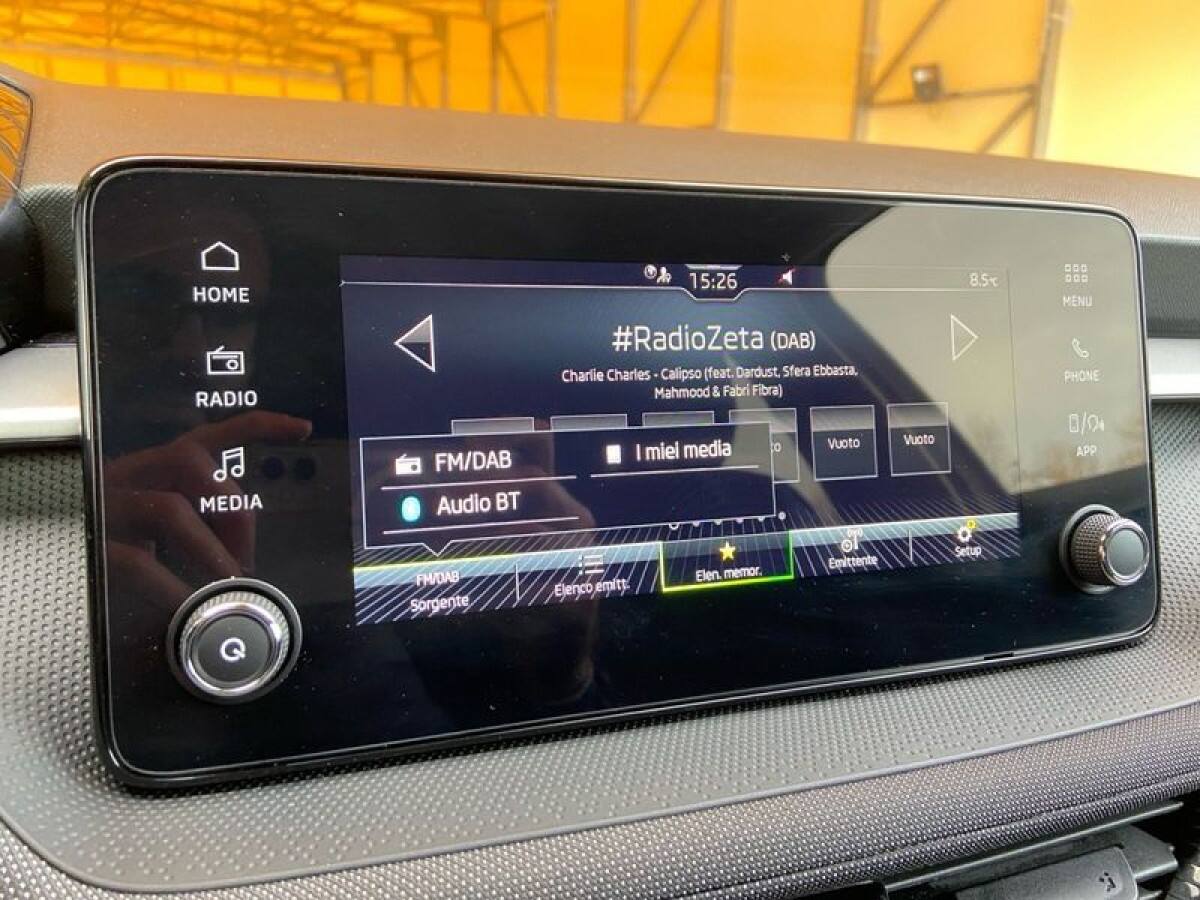 HOME
RADIO
MEDIA
15:26
8.5°C
#RadioZeta (DAB)
Charlie Charles - Calipso (feat. Dardust, Sfera Ebbasta,
Mahmood & Fabri Fibra)
Vuoto
Vuoto
FM/DAB
I miei media
Audio BT
FM/DAB
Sorgente
Elenco emitt.
Elen. memor.
Emittente
Setup
MENU
PHONE
APP